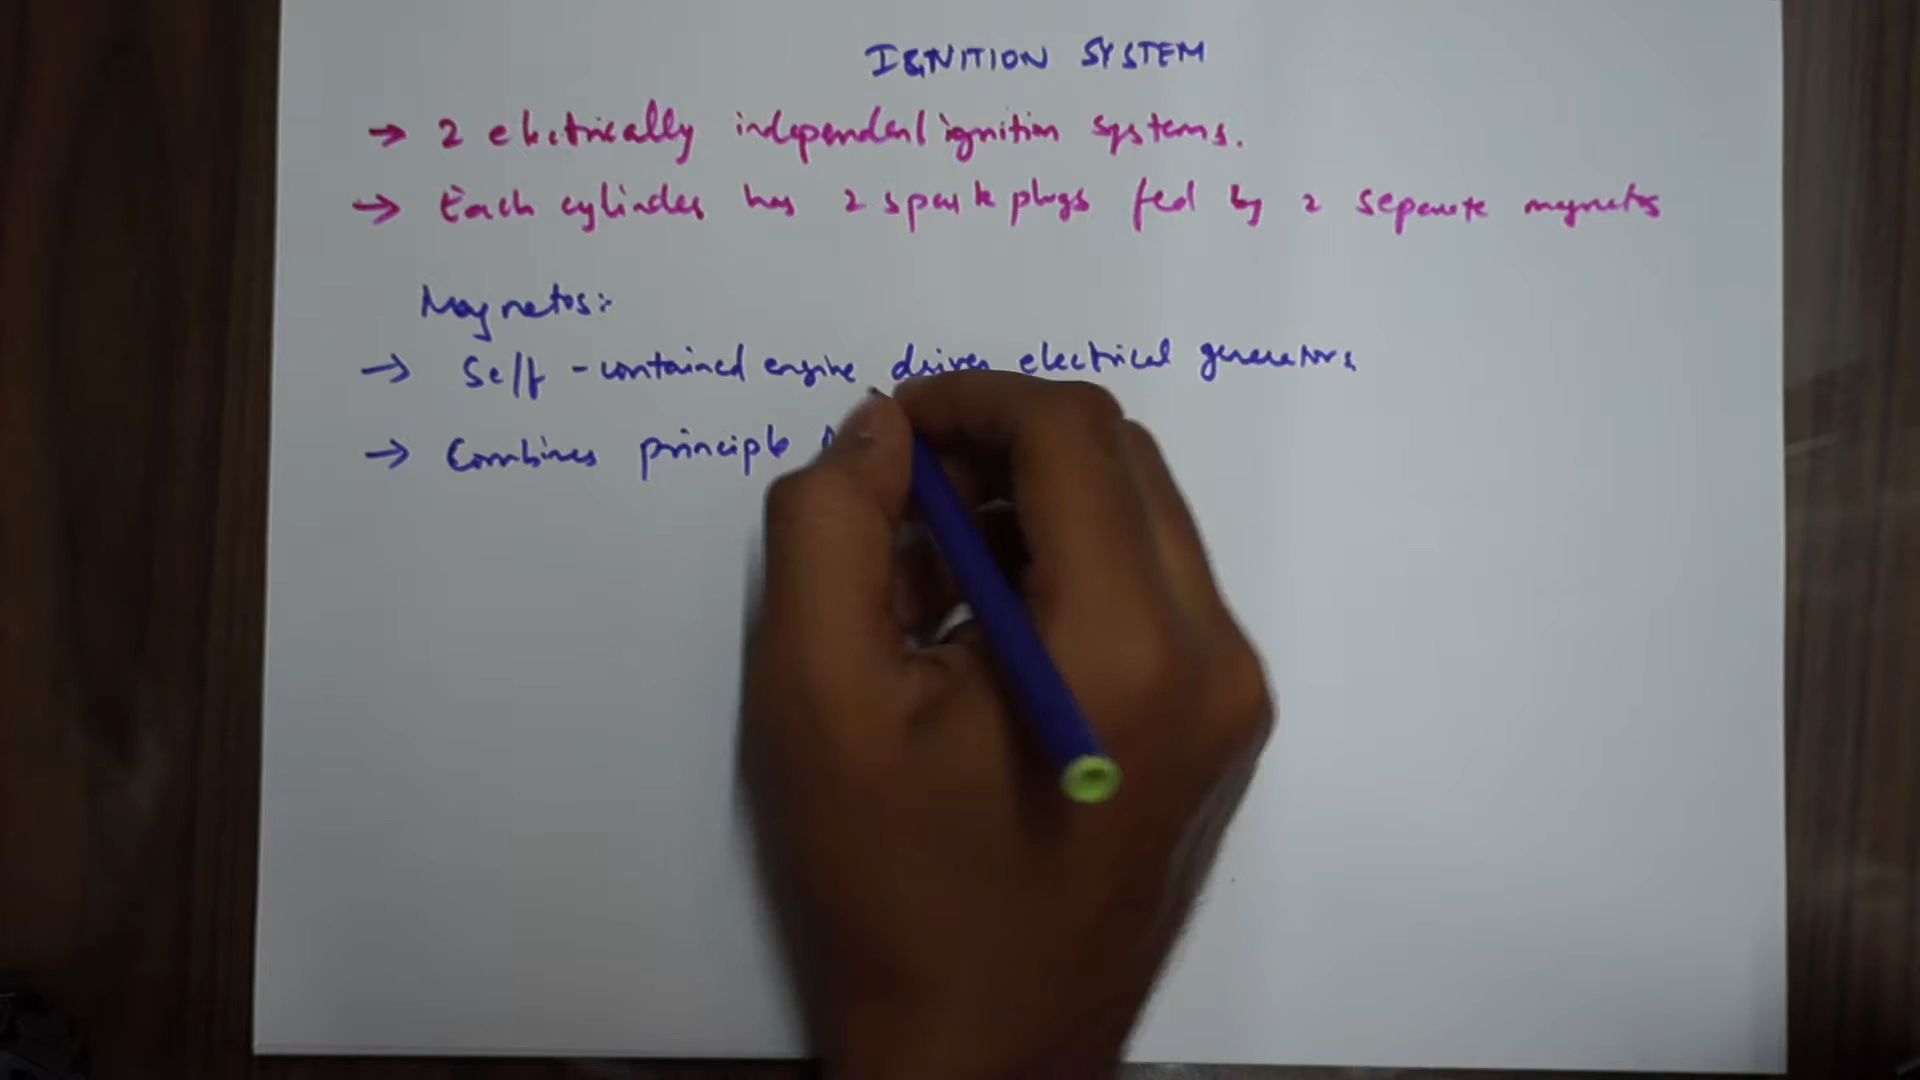 IGNITION SYSTEM
→ 2 electrically independent ignition systems.
→ Each cylinder has 2 spark plugs fed by 2 separate magnetos
Magnetos:-
→ Self-contained engine driven electrical generators
→ Combines principle